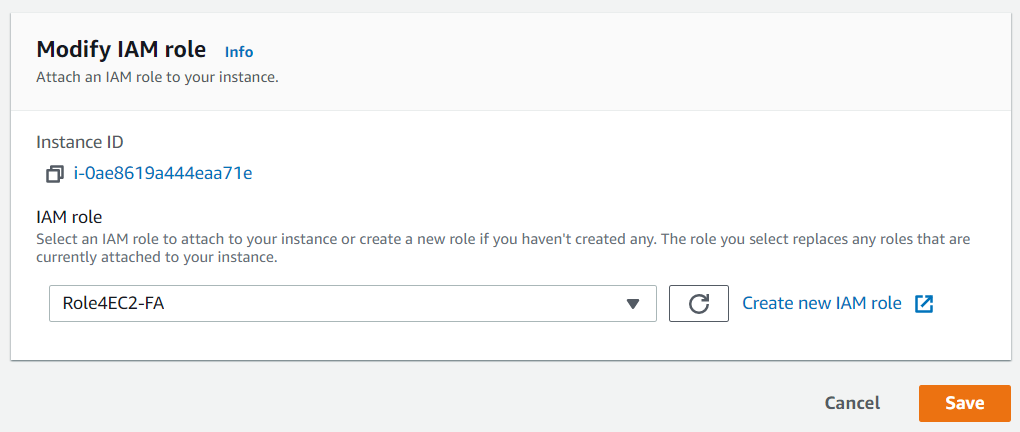 Modify IAM role Info
Attach an IAM role to your instance.
Instance ID
i-0ae8619a444eaa71e
IAM role
Select an IAM role to attach to your instance or create a new role if you haven't created any. The role you select replaces any roles that are
currently attached to your instance.
Role4EC2-FA
Create new IAM role
Cancel
Save